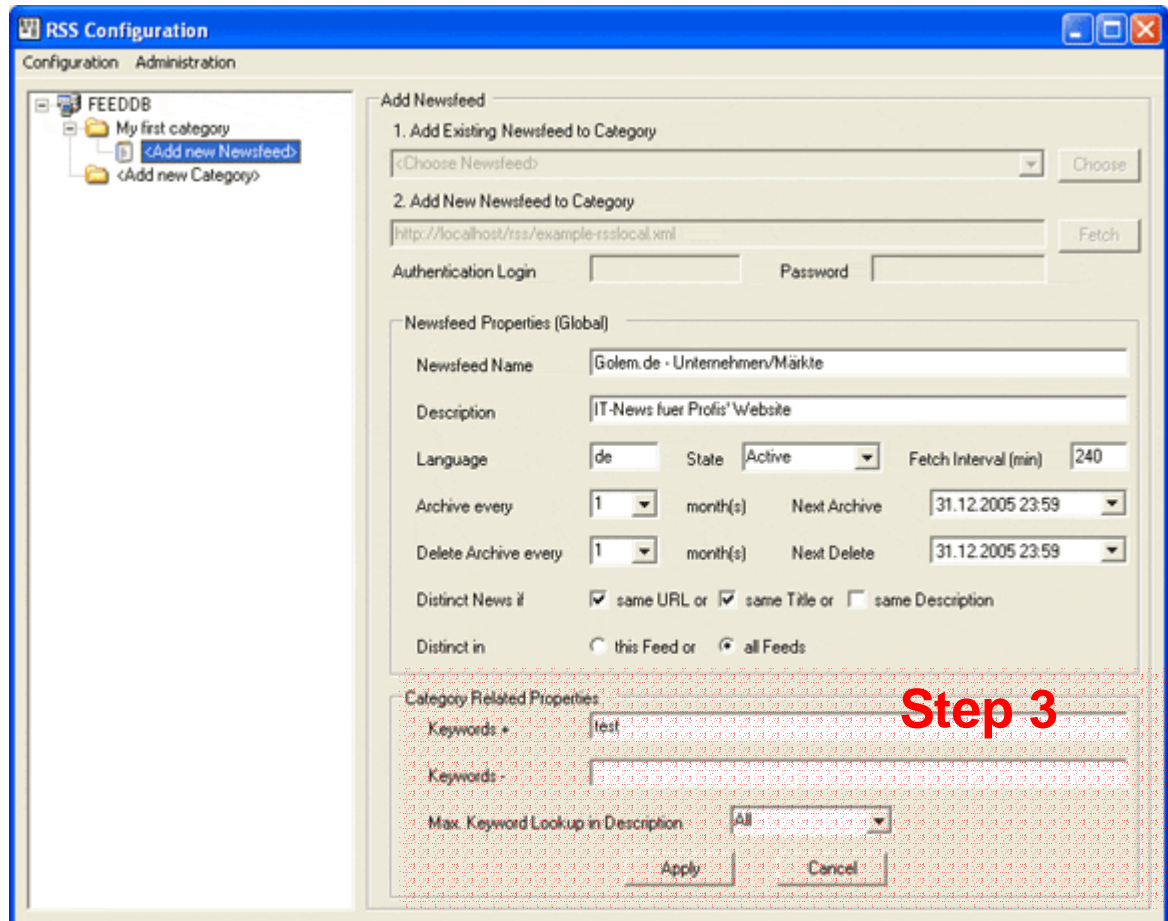 RSS Configuration
Configuration Administration
FEEDDB
My first category
<Add new Newsfeed>
<Add new Category>
Add Newsfeed
1. Add Existing Newsfeed to Category
<Choose Newsfeed> Choose
2. Add New Newsfeed to Category
http://localhost/rss/example-rsslocal.xml Fetch
Authentication Login Password
Newsfeed Properties (Global)
Newsfeed Name Golem.de - Unternehmen/Märkte
Description IT-News fuer Profis' Website
Language de State Active Fetch Interval (min) 240
Archive every 1 month(s) Next Archive 31.12.2005 23:59
Delete Archive every 1 month(s) Next Delete 31.12.2005 23:59
Distinct News if same URL or same Title or same Description
Distinct in this Feed or all Feeds
Category Related Properties
Step 3
Keywords + test
Keywords -
Max. Keyword Lookup in Description All
Apply Cancel